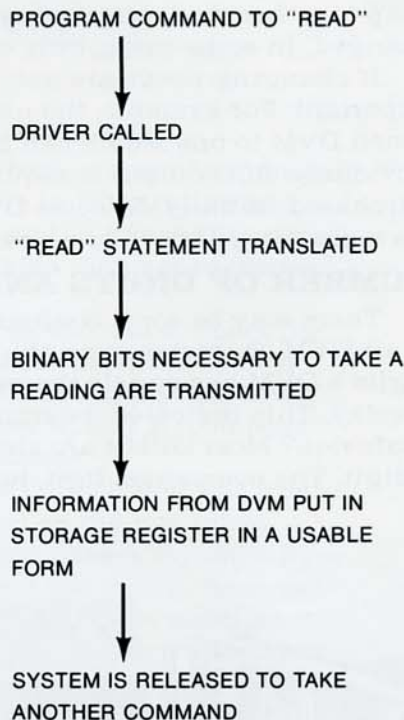 PROGRAM COMMAND TO "READ"
DRIVER CALLED
"READ" STATEMENT TRANSLATED
BINARY BITS NECESSARY TO TAKE A
READING ARE TRANSMITTED
INFORMATION FROM DVM PUT IN
STORAGE REGISTER IN A USABLE
FORM
SYSTEM IS RELEASED TO TAKE
ANOTHER COMMAND